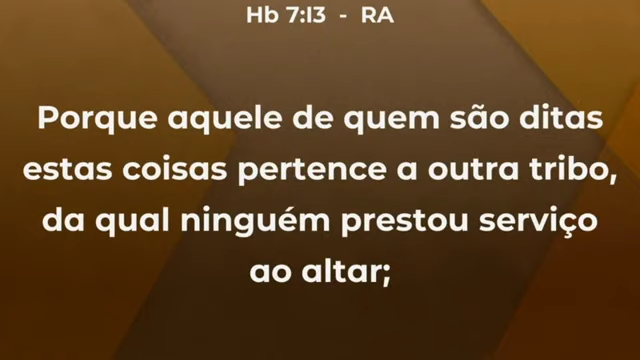 Hb 7:13 - RA
Porque aquele de quem são ditas
estas coisas pertence a outra tribo,
da qual ninguém prestou serviço
ao altar;